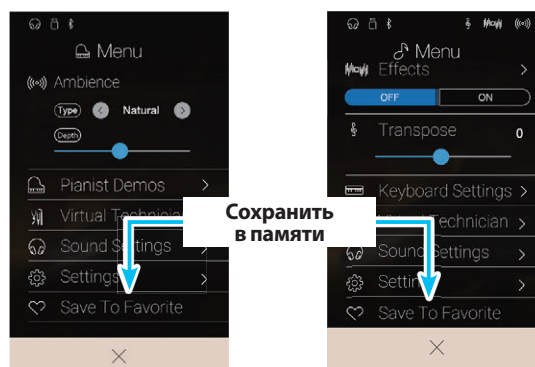 Menu
Ambience
Type
Natural
Depth
Pianist Demos
Virtual Technician
Sound Settings
Settings
Save To Favorite
Сохранить
в памяти
Menu
Effects
OFF ON
Transpose 0
Keyboard Settings
Virtual Technician
Sound Settings
Settings
Save To Favorite